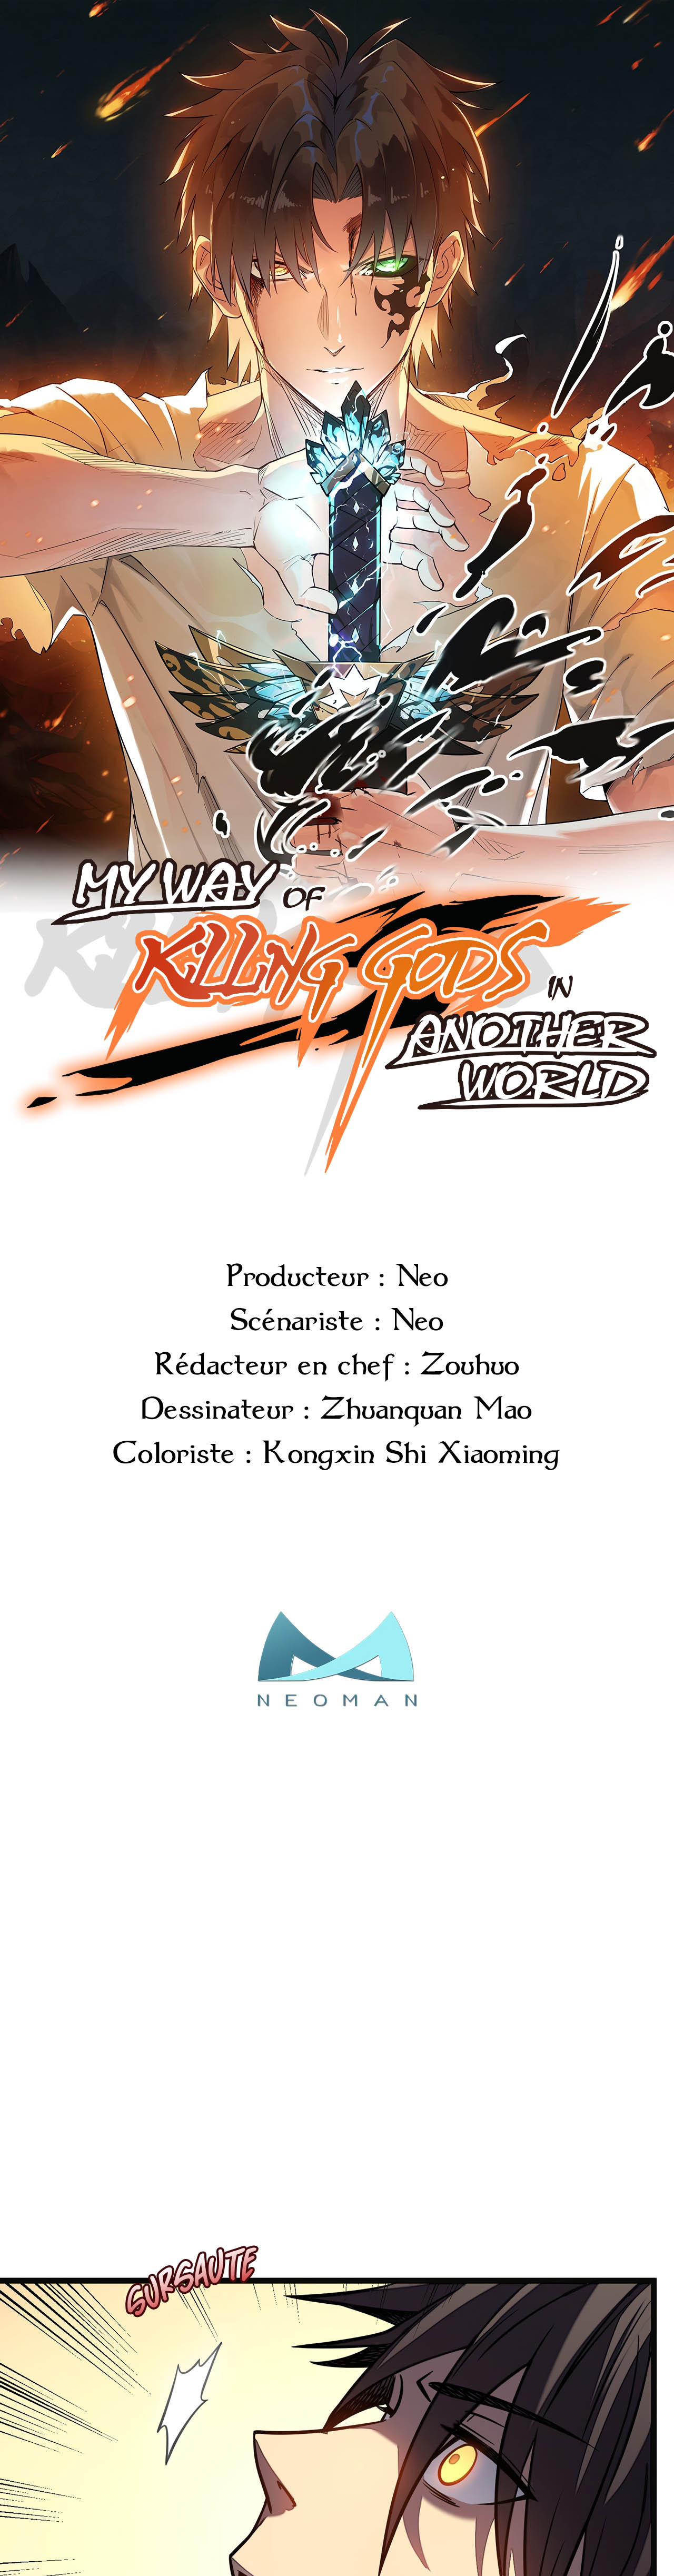 MY WAY OF
KILLING GODS IN
ANOTHER
WORLD
Producteur : Neo
Scénariste : Neo
Rédacteur en chef : Zouhuo
Dessinateur : Zhuanquan Mao
Coloriste : Kongxin Shi Xiaoming
NEOMAN
SURSAUTE